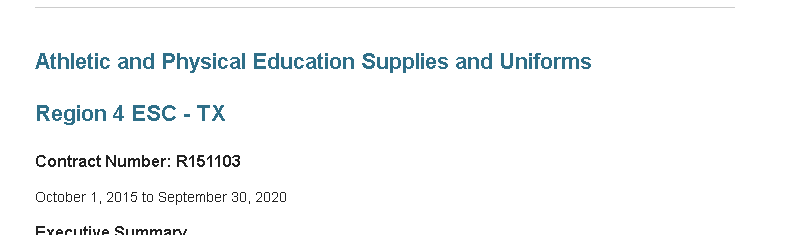 Athletic and Physical Education Supplies and Uniforms
Region 4 ESC - TX
Contract Number: R151103
October 1, 2015 to September 30, 2020
Executive Summary